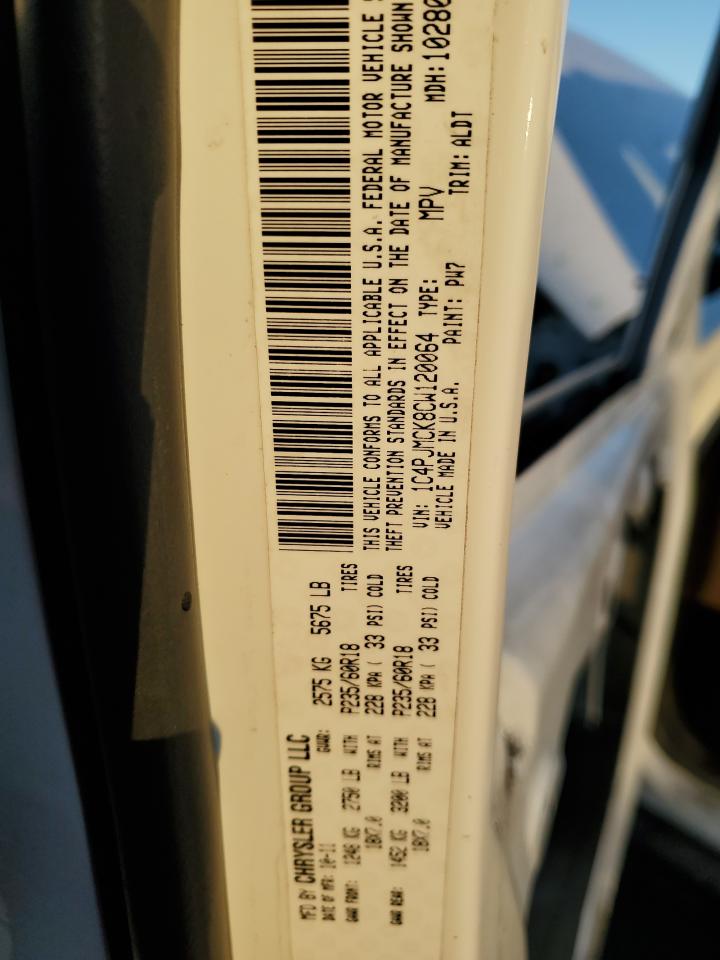 MFD BY CHRYSLER GROUP LLC
DATE OF MFR: 10-11 GVWR: 2575 KG 5675 LB
GAWR FRONT: 1248 KG 2750 LB WITH P235/60R18 TIRES
18X7.0 RIMS AT 228 KPA ( 33 PSI) COLD
GAWR REAR: 1452 KG 3200 LB WITH P235/60R18 TIRES
18X7.0 RIMS AT 228 KPA ( 33 PSI) COLD
THIS VEHICLE CONFORMS TO ALL APPLICABLE U.S.A. FEDERAL MOTOR VEHICLE
THEFT PREVENTION STANDARDS IN EFFECT ON THE DATE OF MANUFACTURE SHOWN
VIN: 1C4PJMCK8CW120064 TYPE: MPV MDH: 10280
VEHICLE MADE IN U.S.A. PAINT: PW7 TRIM: ALDT